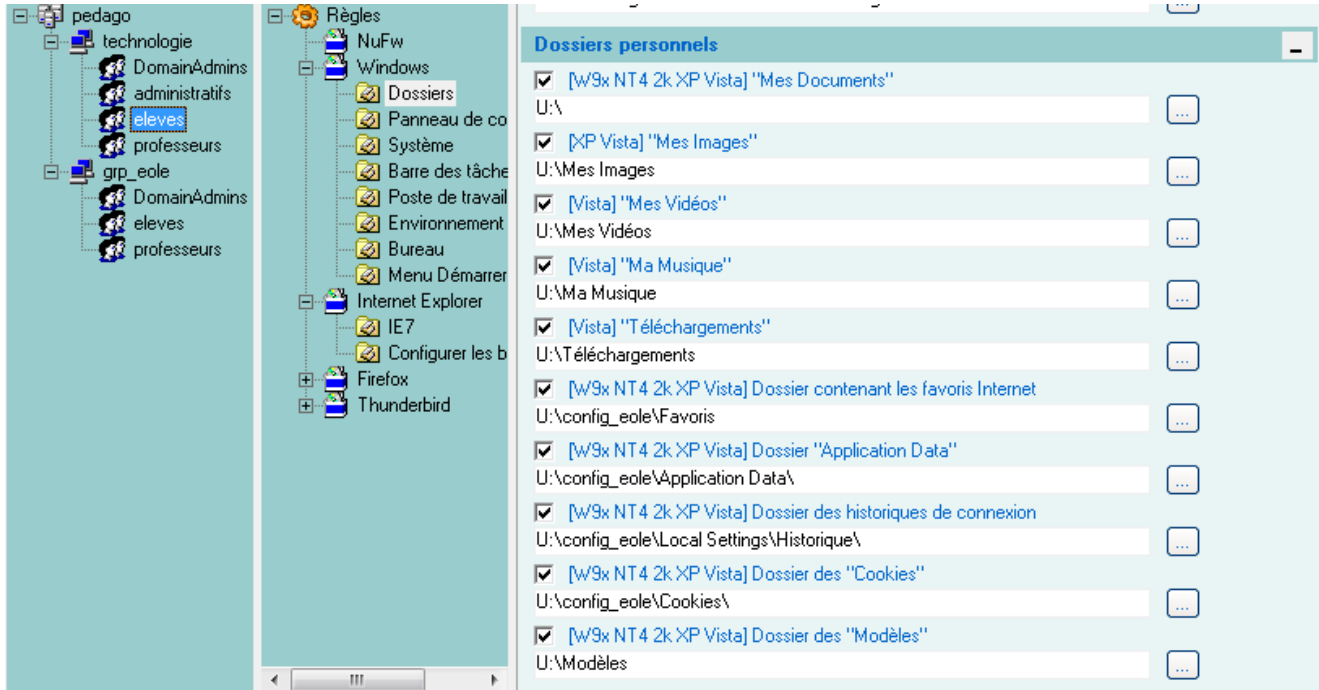 pedago
technologie
DomainAdmins
administratifs
eleves
professeurs
grp_eole
DomainAdmins
eleves
professeurs
Règles
NuFw
Windows
Dossiers
Panneau de co
Système
Barre des tâche
Poste de travail
Environnement
Bureau
Menu Démarrer
Internet Explorer
IE7
Configurer les b
Firefox
Thunderbird
...
Dossiers personnels
[W9x NT4 2k XP Vista] "Mes Documents"
U:\
...
[XP Vista] "Mes Images"
U:\Mes Images
...
[Vista] "Mes Vidéos"
U:\Mes Vidéos
...
[Vista] "Ma Musique"
U:\Ma Musique
...
[Vista] "Téléchargements"
U:\Téléchargements
...
[W9x NT4 2k XP Vista] Dossier contenant les favoris Internet
U:\config_eole\Favoris
...
[W9x NT4 2k XP Vista] Dossier "Application Data"
U:\config_eole\Application Data\
...
[W9x NT4 2k XP Vista] Dossier des historiques de connexion
U:\config_eole\Local Settings\Historique\
...
[W9x NT4 2k XP Vista] Dossier des "Cookies"
U:\config_eole\Cookies\
...
[W9x NT4 2k XP Vista] Dossier des "Modèles"
U:\Modèles
...